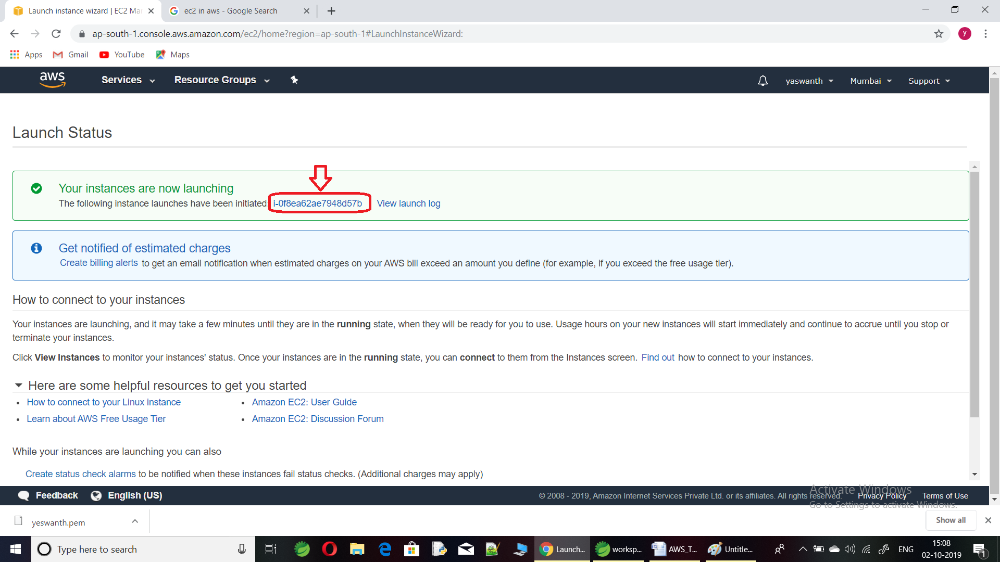 Launch instance wizard | EC2 Mar
ec2 in aws - Google Search
ap-south-1.console.aws.amazon.com/ec2/home?region=ap-south-1#LaunchInstanceWizard:
y
Apps Gmail YouTube Maps
aws Services Resource Groups yaswanth Mumbai Support
Launch Status
Your instances are now launching
The following instance launches have been initiated: i-0f8ea62ae7948d57b View launch log
Get notified of estimated charges
Create billing alerts to get an email notification when estimated charges on your AWS bill exceed an amount you define (for example, if you exceed the free usage tier).
How to connect to your instances
Your instances are launching, and it may take a few minutes until they are in the running state, when they will be ready for you to use. Usage hours on your new instances will start immediately and continue to accrue until you stop or
terminate your instances.
Click View Instances to monitor your instances' status. Once your instances are in the running state, you can connect to them from the Instances screen. Find out how to connect to your instances.
Here are some helpful resources to get you started
• How to connect to your Linux instance
• Amazon EC2: User Guide
• Learn about AWS Free Usage Tier
• Amazon EC2: Discussion Forum
While your instances are launching you can also
Create status check alarms to be notified when these instances fail status checks. (Additional charges may apply)
Feedback English (US)
© 2008 - 2019, Amazon Internet Services Private Ltd. or its affiliates. All rights reserved. Privacy Policy Terms of Use
Activate Windows
Go to Settings to activate Windows.
yeswanth.pem
Show all
Type here to search
Launch...
worksp...
AWS_T...
Untitle...
ENG
15:08
02-10-2019
1